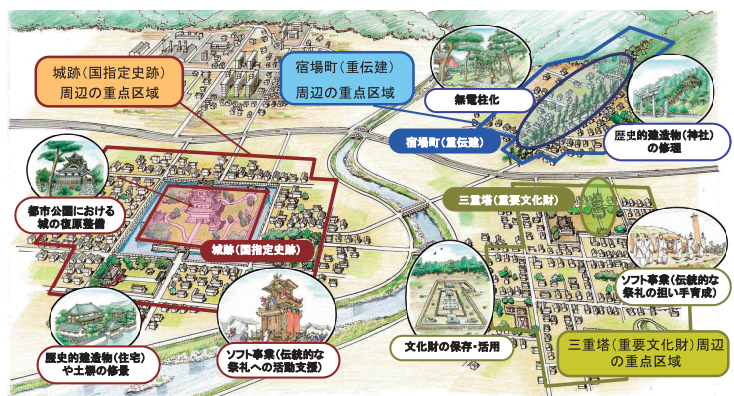 城跡(国指定史跡)
周辺の重点区域
宿場町(重伝建)
周辺の重点区域
無電柱化
宿場町(重伝建)
歴史的建造物(神社)
の修理
三重塔(重要文化財)
都市公園における
城の復原整備
城跡(国指定史跡)
ソフト事業(伝統的な
祭礼の担い手育成)
歴史的建造物(住宅)
や土塀の修景
ソフト事業(伝統的な
祭礼への活動支援)
文化財の保存・活用
三重塔(重要文化財)周辺
の重点区域